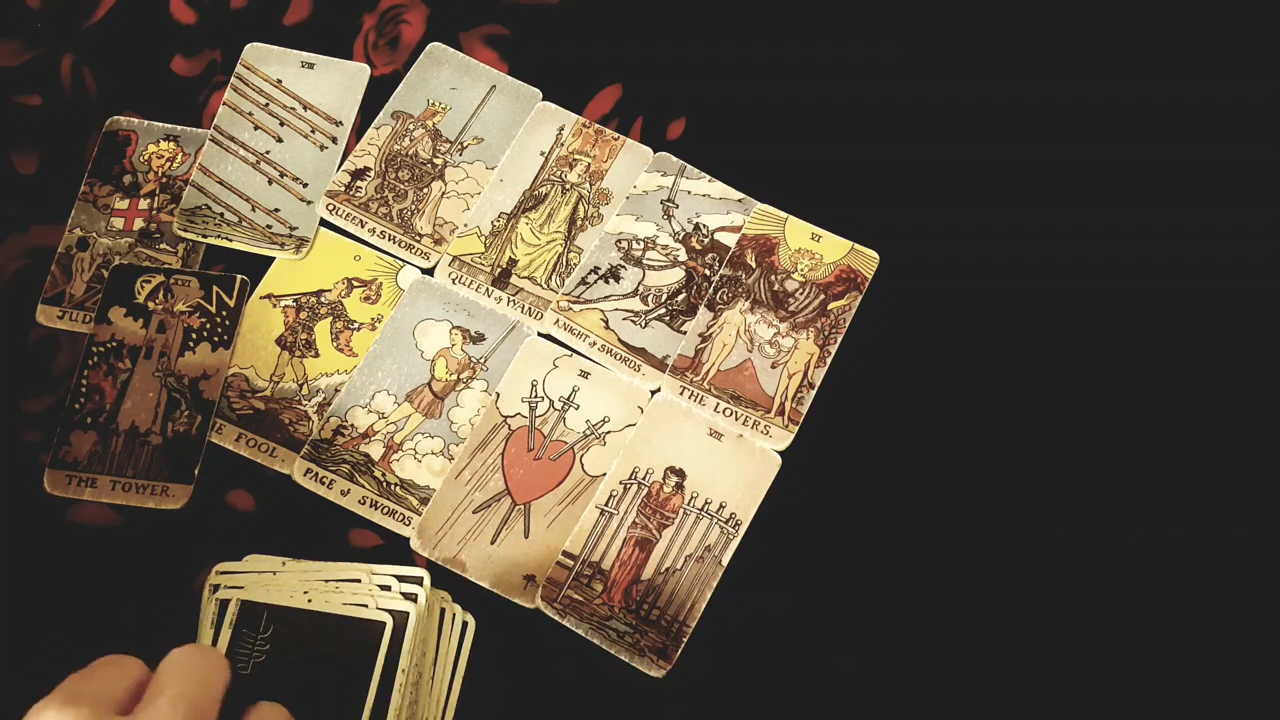 VIII
XX
JUD
XVI
THE TOWER.
E FOOL.
QUEEN of SWORDS.
QUEEN of WAND
KNIGHT of SWORDS.
VI
THE LOVERS.
PAGE of SWORDS.
III
VIII